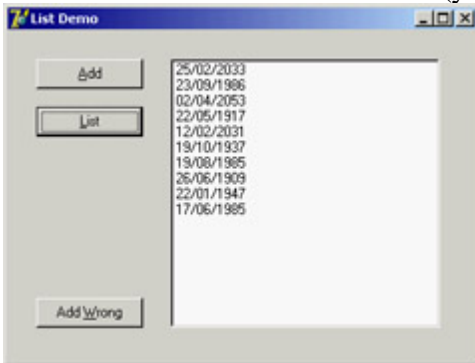 List Demo
Add
List
Add Wrong
25/02/2033
23/09/1986
02/04/2053
22/05/1917
12/02/2031
19/10/1937
19/08/1985
26/06/1909
22/01/1947
17/06/1985